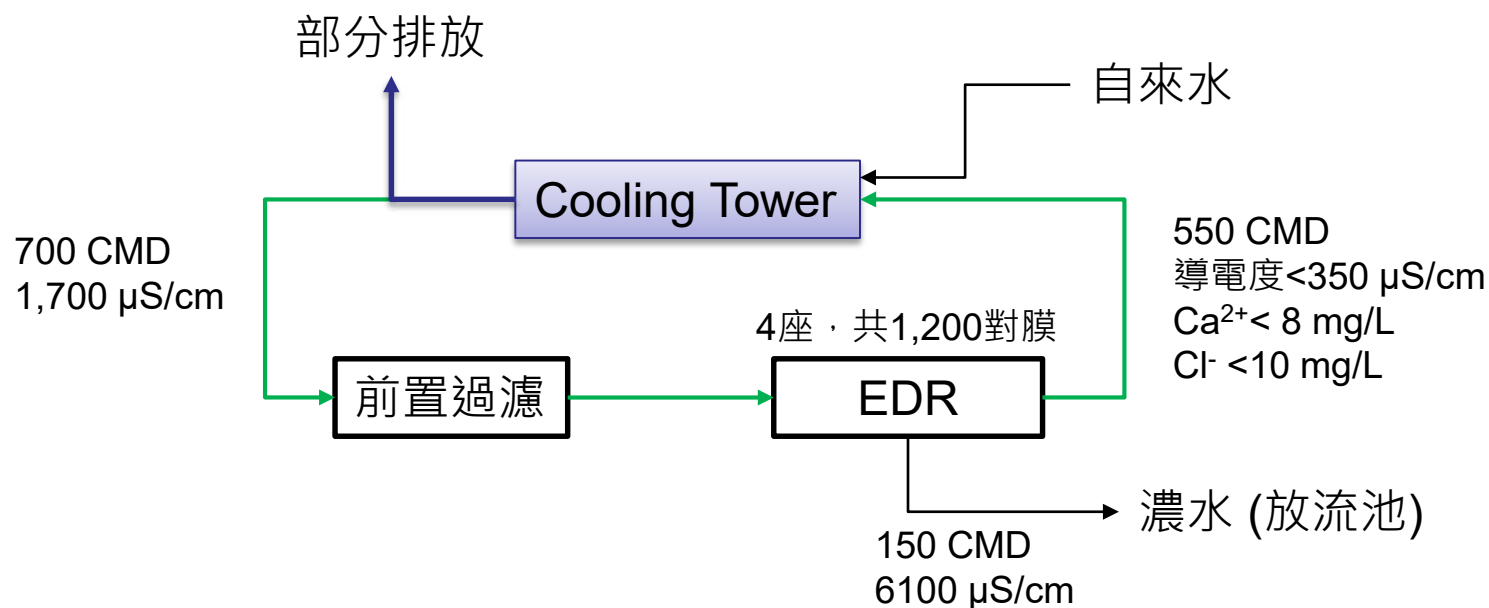 部分排放
自來水
Cooling Tower
700 CMD
1,700 µS/cm
550 CMD
導電度<350 µS/cm
Ca²⁺< 8 mg/L
Cl⁻ <10 mg/L
4座，共1,200對膜
前置過濾
EDR
濃水 (放流池)
150 CMD
6100 µS/cm